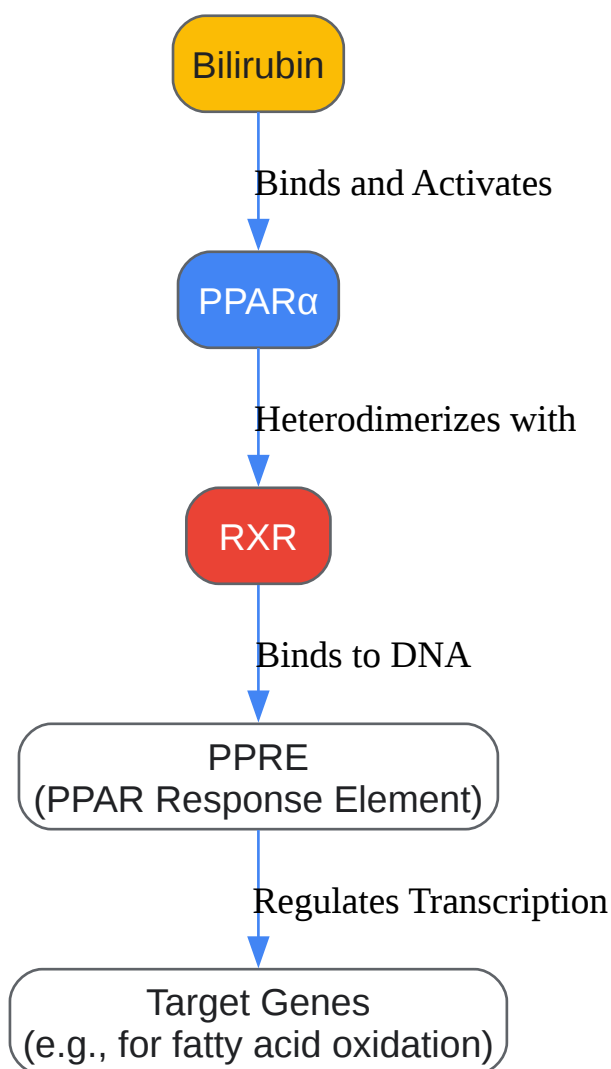 Bilirubin
Binds and Activates
PPARα
Heterodimerizes with
RXR
Binds to DNA
PPRE
(PPAR Response Element)
Regulates Transcription
Target Genes
(e.g., for fatty acid oxidation)